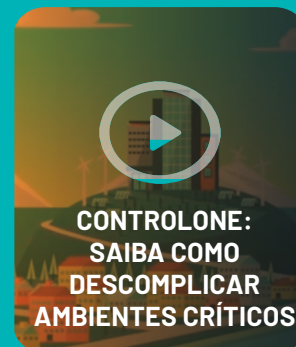 CONTROLONE:
SAIBA COMO
DESCOMPLICAR
AMBIENTES CRÍTICOS